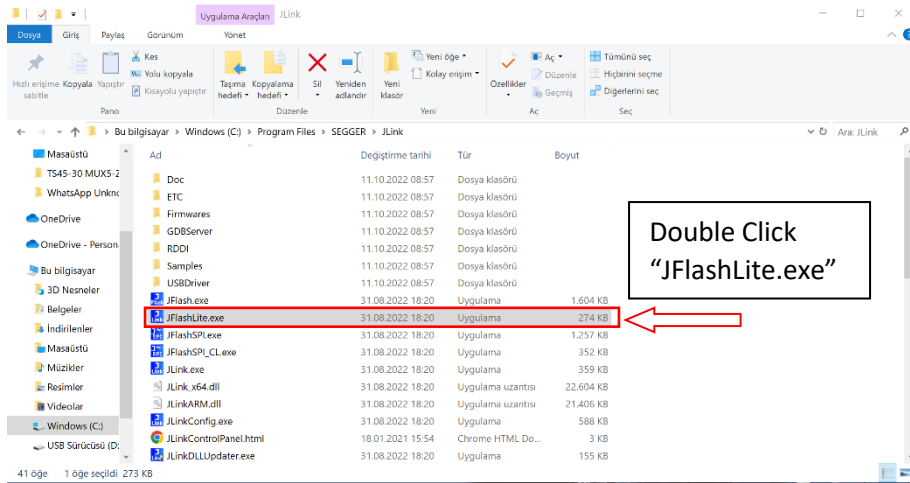 Uygulama Araçları JLink
Dosya Giriş Paylaş Görünüm Yönet
Hızlı erişime sabitle
Kopyala
Yapıştır
Kes
Yolu kopyala
Kısayolu yapıştır
Pano
Taşıma hedefi
Kopyalama hedefi
Sil
Yeniden adlandır
Düzenle
Yeni klasör
Yeni öğe
Kolay erişim
Yeni
Özellikler
Aç
Düzenle
Geçmiş
Aç
Tümünü seç
Hiçbirini seçme
Diğerlerini seç
Seç
Bu bilgisayar > Windows (C:) > Program Files > SEGGER > JLink
Ara: JLink
Masaüstü
TS45-30 MUX5-2
WhatsApp Unkno
OneDrive
OneDrive - Person
Bu bilgisayar
3D Nesneler
Belgeler
İndirilenler
Masaüstü
Müzikler
Resimler
Videolar
Windows (C:)
USB Sürücüsü (D:
Ad Değiştirme tarihi Tür Boyut
Doc 11.10.2022 08:57 Dosya klasörü
ETC 11.10.2022 08:57 Dosya klasörü
Firmwares 11.10.2022 08:57 Dosya klasörü
GDBServer 11.10.2022 08:57 Dosya klasörü
RDDI 11.10.2022 08:57 Dosya klasörü
Samples 11.10.2022 08:57 Dosya klasörü
USBDriver 11.10.2022 08:57 Dosya klasörü
JFlash.exe 31.08.2022 18:20 Uygulama 1.604 KB
JFlashLite.exe 31.08.2022 18:20 Uygulama 274 KB
JFlashSPI.exe 31.08.2022 18:20 Uygulama 1.257 KB
JFlashSPI_CL.exe 31.08.2022 18:20 Uygulama 352 KB
JLink.exe 31.08.2022 18:20 Uygulama 359 KB
JLink_x64.dll 31.08.2022 18:20 Uygulama uzantısı 22.604 KB
JLinkARM.dll 31.08.2022 18:20 Uygulama uzantısı 21.406 KB
JLinkConfig.exe 31.08.2022 18:20 Uygulama 588 KB
JLinkControlPanel.html 18.01.2021 15:54 Chrome HTML Do... 3 KB
JLinkDLLUpdater.exe 31.08.2022 18:20 Uygulama 155 KB
Double Click
“JFlashLite.exe”
41 öğe 1 öğe seçildi 273 KB